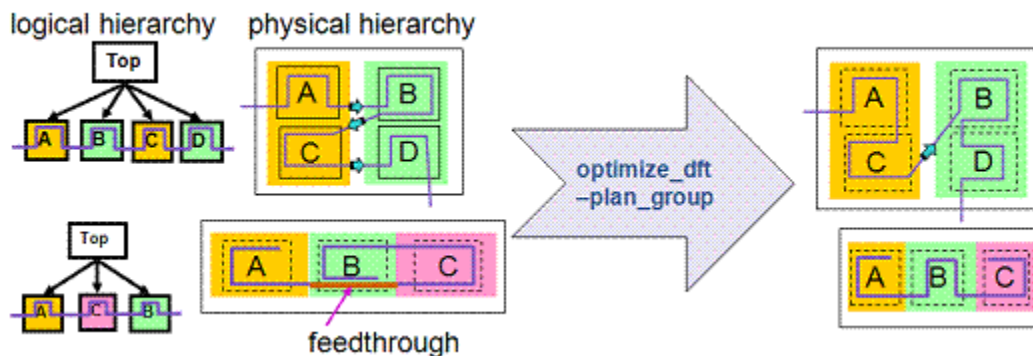 logical hierarchy
physical hierarchy
Top
A B C D
A B
C D
Top
A C B
A B C
feedthrough
optimize_dft
–plan_group
A B
C D
A B C